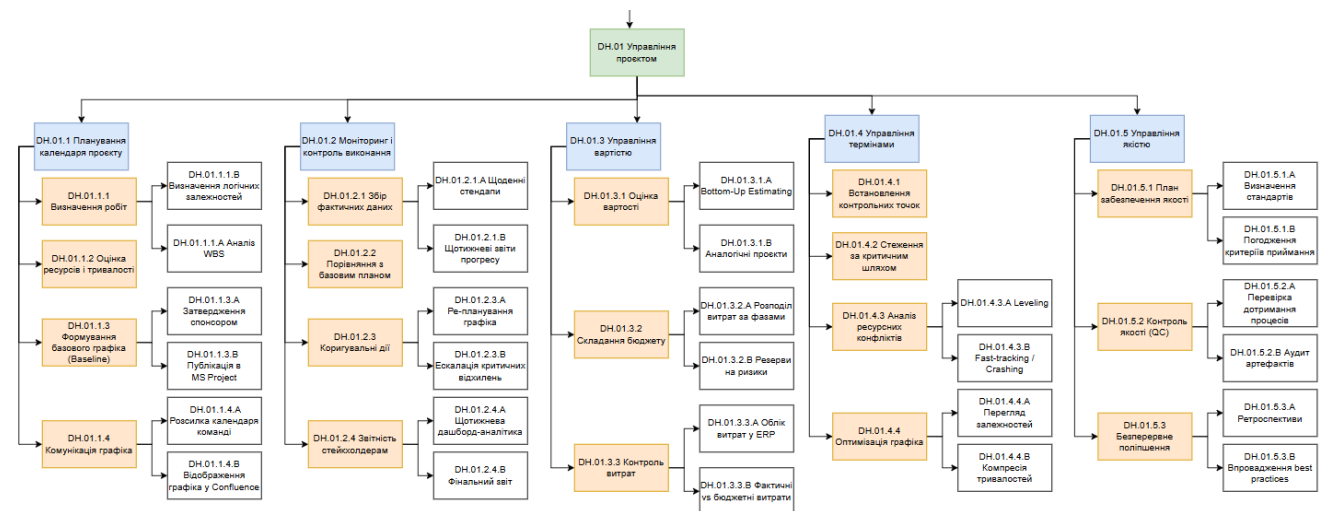 DH.01 Управління
проєктом
DH.01.1 Планування
календаря проєкту
DH.01.1.1
Визначення робіт
DH.01.1.1.B
Визначення логічних
залежностей
DH.01.1.1.A Аналіз
WBS
DH.01.1.2 Оцінка
ресурсів і тривалості
DH.01.1.3
Формування
базового графіка
(Baseline)
DH.01.1.3.A
Затвердження
спонсором
DH.01.1.3.B
Публікація в
MS Project
DH.01.1.4
Комунікація графіка
DH.01.1.4.A
Розсилка календаря
команді
DH.01.1.4.B
Відображення
графіка у Confluence
DH.01.2 Моніторинг і
контроль виконання
DH.01.2.1 Збір
фактичних даних
DH.01.2.1.A Щоденні
стендапи
DH.01.2.1.B
Щотижневі звіти
прогресу
DH.01.2.2
Порівняння з
базовим планом
DH.01.2.3
Коригувальні дії
DH.01.2.3.A
Ре-планування
графіка
DH.01.2.3.B
Ескалація критичних
відхилень
DH.01.2.4 Звітність
стейкхолдерам
DH.01.2.4.A
Щотижнева
дашборд-аналітика
DH.01.2.4.B
Фінальний звіт
DH.01.3 Управління
вартістю
DH.01.3.1 Оцінка
вартості
DH.01.3.1.A
Bottom-Up Estimating
DH.01.3.1.B
Аналогічні проєкти
DH.01.3.2
Складання бюджету
DH.01.3.2.A Розподіл
витрат за фазами
DH.01.3.2.B Резерви
на ризики
DH.01.3.3 Контроль
витрат
DH.01.3.3.A Облік
витрат у ERP
DH.01.3.3.B Фактичні
vs бюджетні витрати
DH.01.4 Управління
термінами
DH.01.4.1
Встановлення
контрольних точок
DH.01.4.2 Стеження
за критичним
шляхом
DH.01.4.3 Аналіз
ресурсних
конфліктів
DH.01.4.3.A Leveling
DH.01.4.3.B
Fast-tracking /
Crashing
DH.01.4.4
Оптимізація графіка
DH.01.4.4.A
Перегляд
залежностей
DH.01.4.4.B
Компресія
тривалостей
DH.01.5 Управління
якістю
DH.01.5.1 План
забезпечення якості
DH.01.5.1.A
Визначення
стандартів
DH.01.5.1.B
Погодження
критеріїв приймання
DH.01.5.2 Контроль
якості (QC)
DH.01.5.2.A
Перевірка
дотримання
процесів
DH.01.5.2.B Аудит
артефактів
DH.01.5.3
Безперервне
поліпшення
DH.01.5.3.A
Ретроспективи
DH.01.5.3.B
Впровадження best
practices